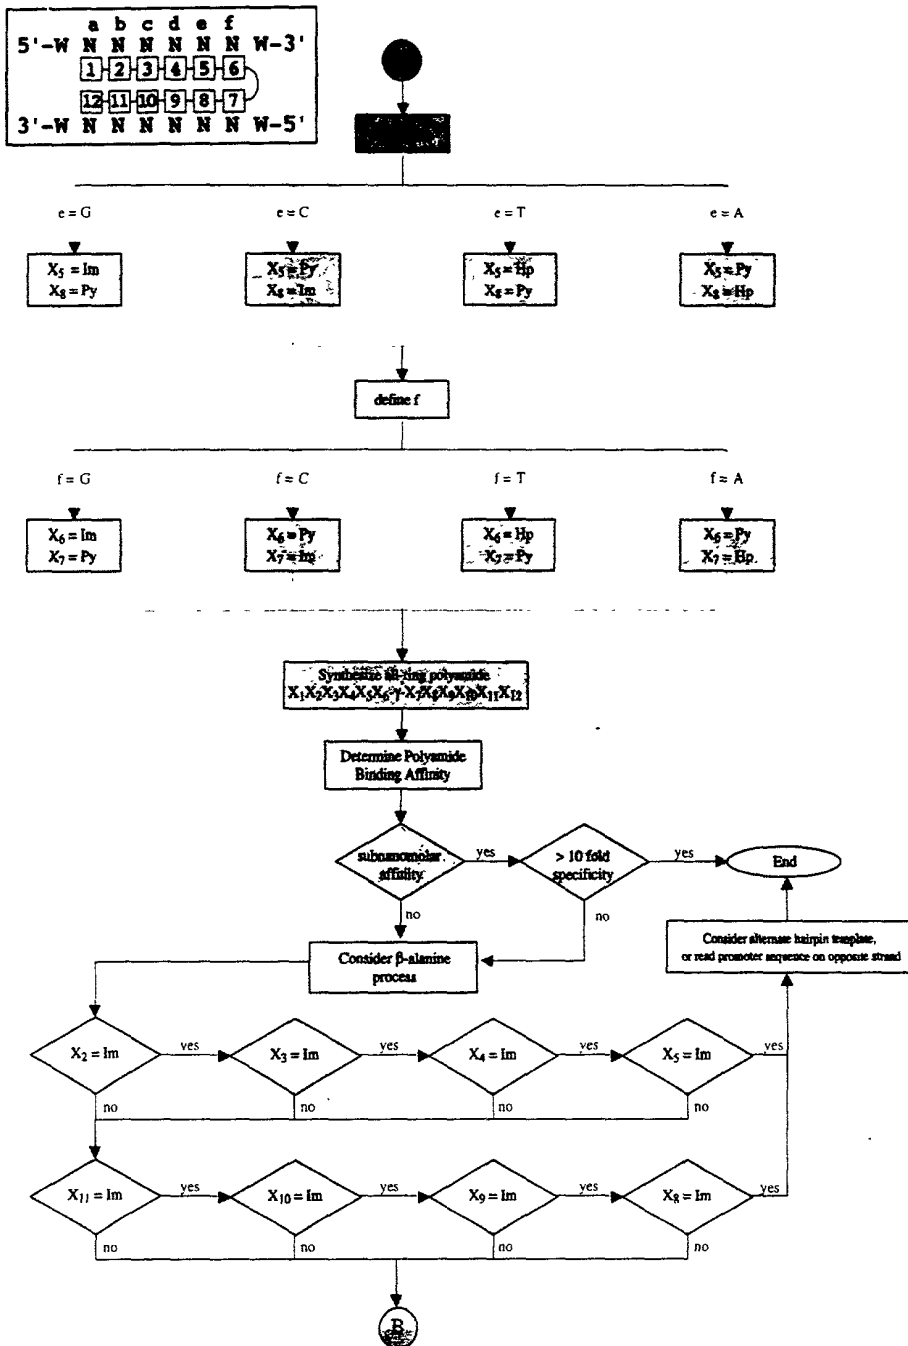 a b c d e f
5'-W N N N N N N W-3'
1 2 3 4 5 6
12 11 10 9 8 7
3'-W N N N N N N W-5'
e = G
e = C
e = T
e = A
X5 = Im
X8 = Py
X5 = Py
X8 = Im
X5 = Hp
X8 = Py
X5 = Py
X8 = Hp
define f
f = G
f = C
f = T
f = A
X6 = Im
X7 = Py
X6 = Py
X7 = Im
X6 = Hp
X7 = Py
X6 = Py
X7 = Hp
Synthesize all-ring polyamide
X1X2X3X4X5X6-γ-X7X8X9X10X11X12
Determine Polyamide
Binding Affinity
subnanomolar
affinity
yes
> 10 fold
specificity
yes
End
no
no
Consider β-alanine
process
Consider alternate hairpin template,
or read promoter sequence on opposite strand
X2 = Im
yes
X3 = Im
yes
X4 = Im
yes
X5 = Im
yes
no
no
no
no
X11 = Im
yes
X10 = Im
yes
X9 = Im
yes
X8 = Im
yes
no
no
no
no
B